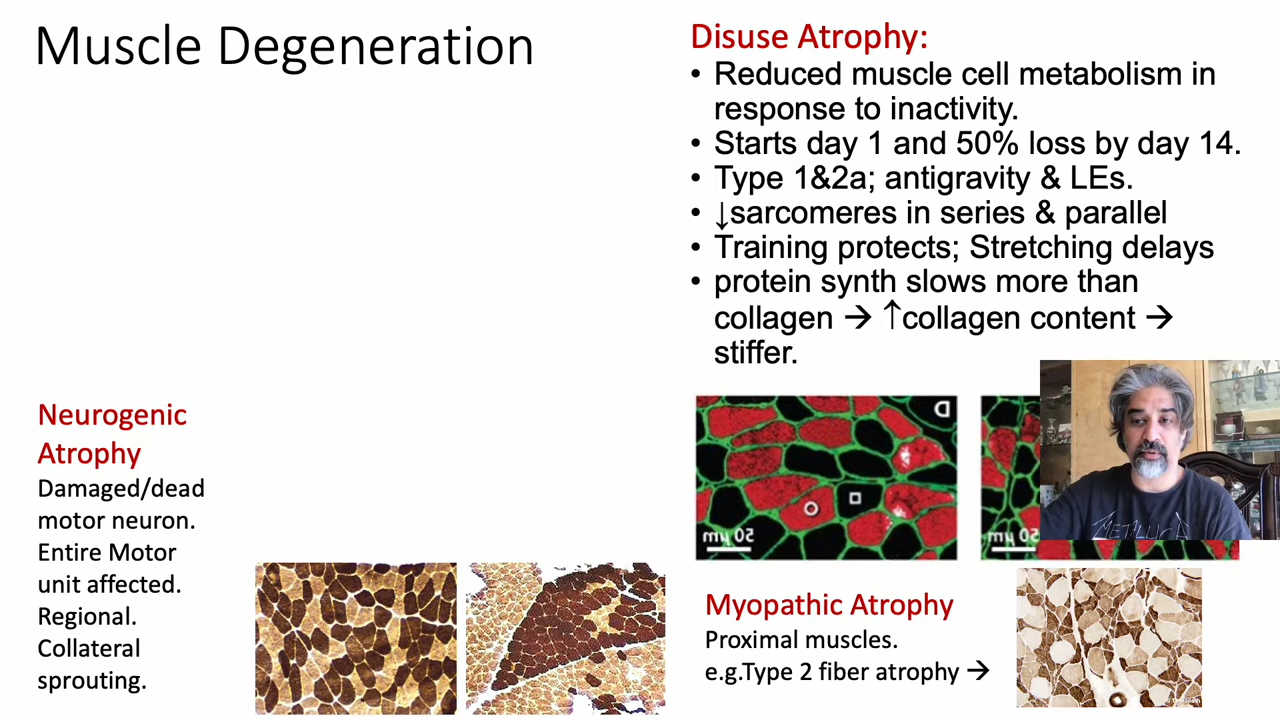 Muscle Degeneration
Disuse Atrophy:
• Reduced muscle cell metabolism in
response to inactivity.
• Starts day 1 and 50% loss by day 14.
• Type 1&2a; antigravity & LEs.
• ↓sarcomeres in series & parallel
• Training protects; Stretching delays
• protein synth slows more than
collagen → ↑collagen content →
stiffer.
D
50 µm
50
METALLICA
Neurogenic
Atrophy
Damaged/dead
motor neuron.
Entire Motor
unit affected.
Regional.
Collateral
sprouting.
Myopathic Atrophy
Proximal muscles.
e.g.Type 2 fiber atrophy →